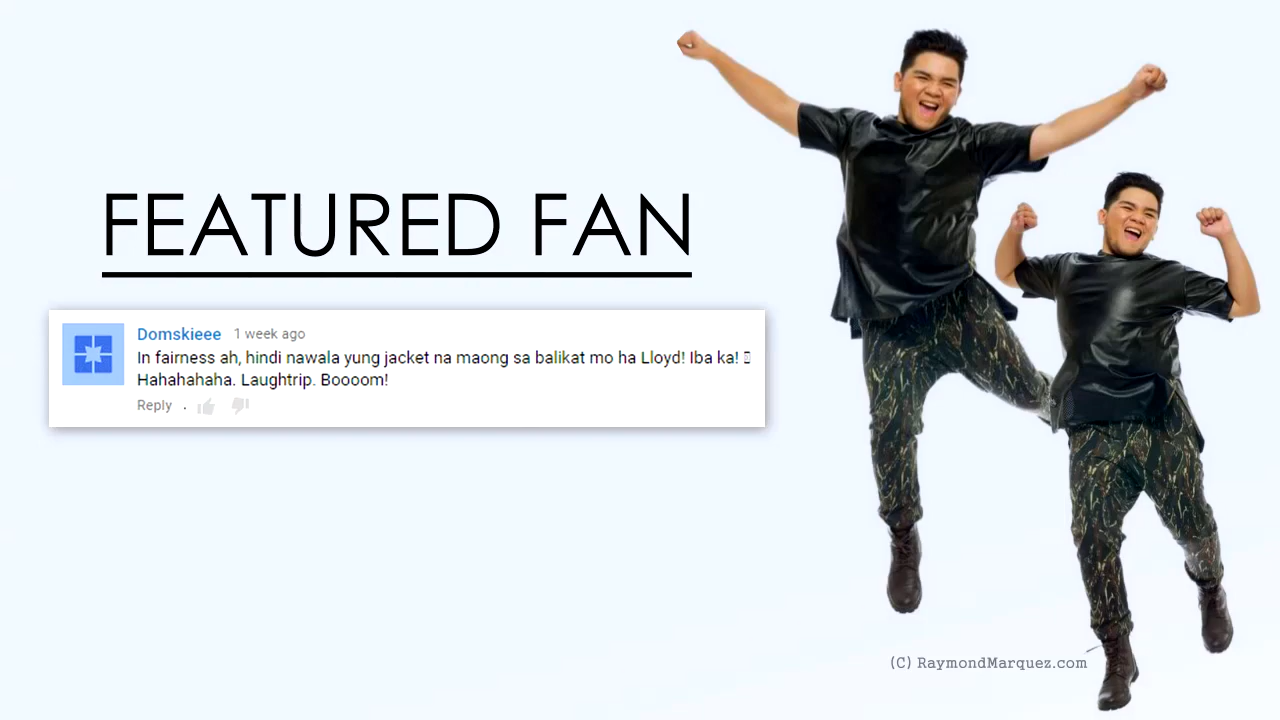 FEATURED FAN
Domskieee 1 week ago
In fairness ah, hindi nawala yung jacket na maong sa balikat mo ha Lloyd! Iba ka!
Hahahahaha. Laughtrip. Boooom!
Reply .
(C) RaymondMarquez.com